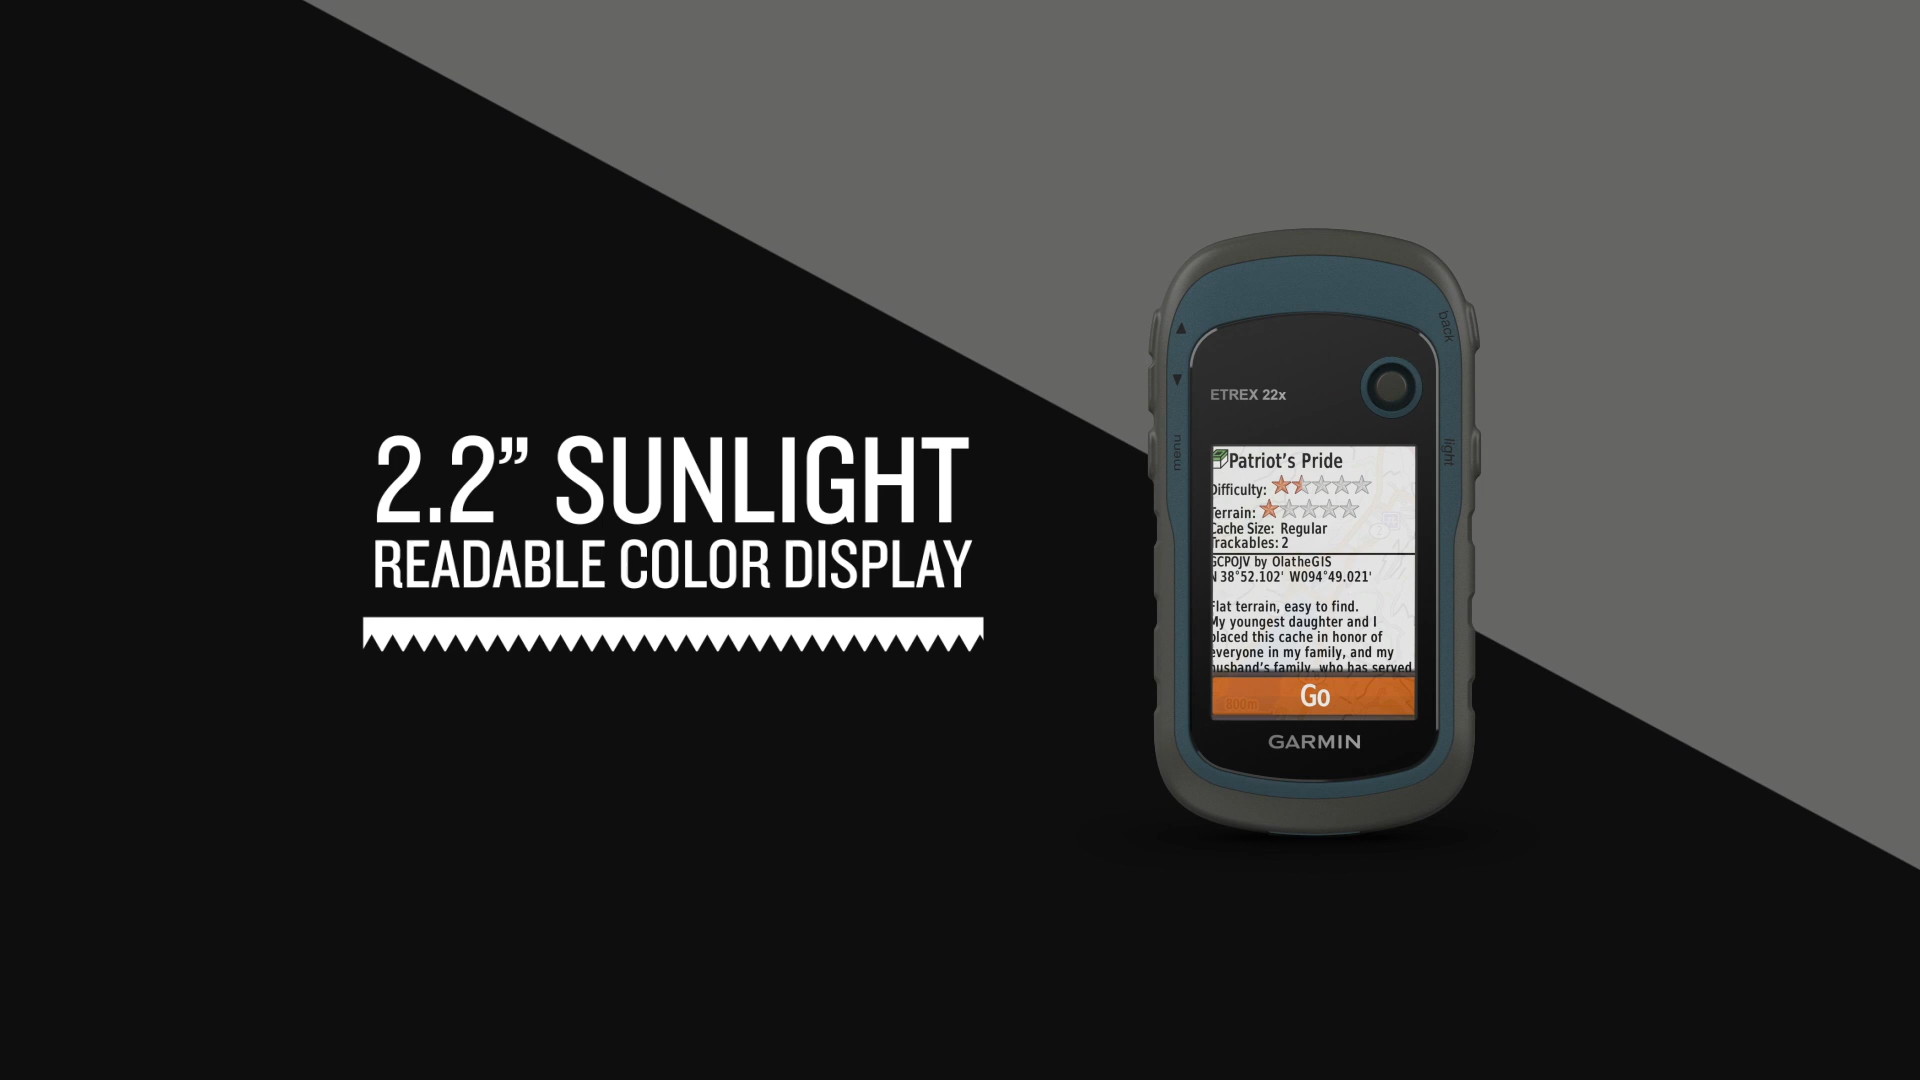 2.2” SUNLIGHT
READABLE COLOR DISPLAY
back
ETREX 22x
menu
light
Patriot’s Pride
Difficulty:
Terrain:
Cache Size: Regular
Trackables: 2
GCPOJV by OlatheGIS
N 38°52.102' W094°49.021'
Flat terrain, easy to find.
My youngest daughter and I
placed this cache in honor of
everyone in my family, and my
husband’s family, who has served
Go
800m
GARMIN